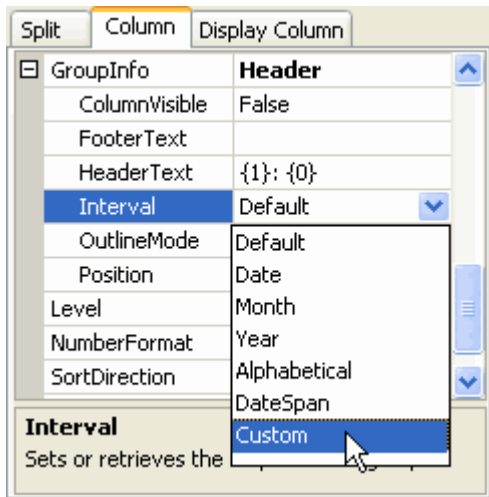 Split Column Display Column
GroupInfo Header
ColumnVisible False
FooterText
HeaderText {1}: {0}
Interval Default
OutlineMode Default
Position Date
Level Month
NumberFormat Year
Alphabetical
SortDirection
DateSpan
Interval Custom
Sets or retrieves the